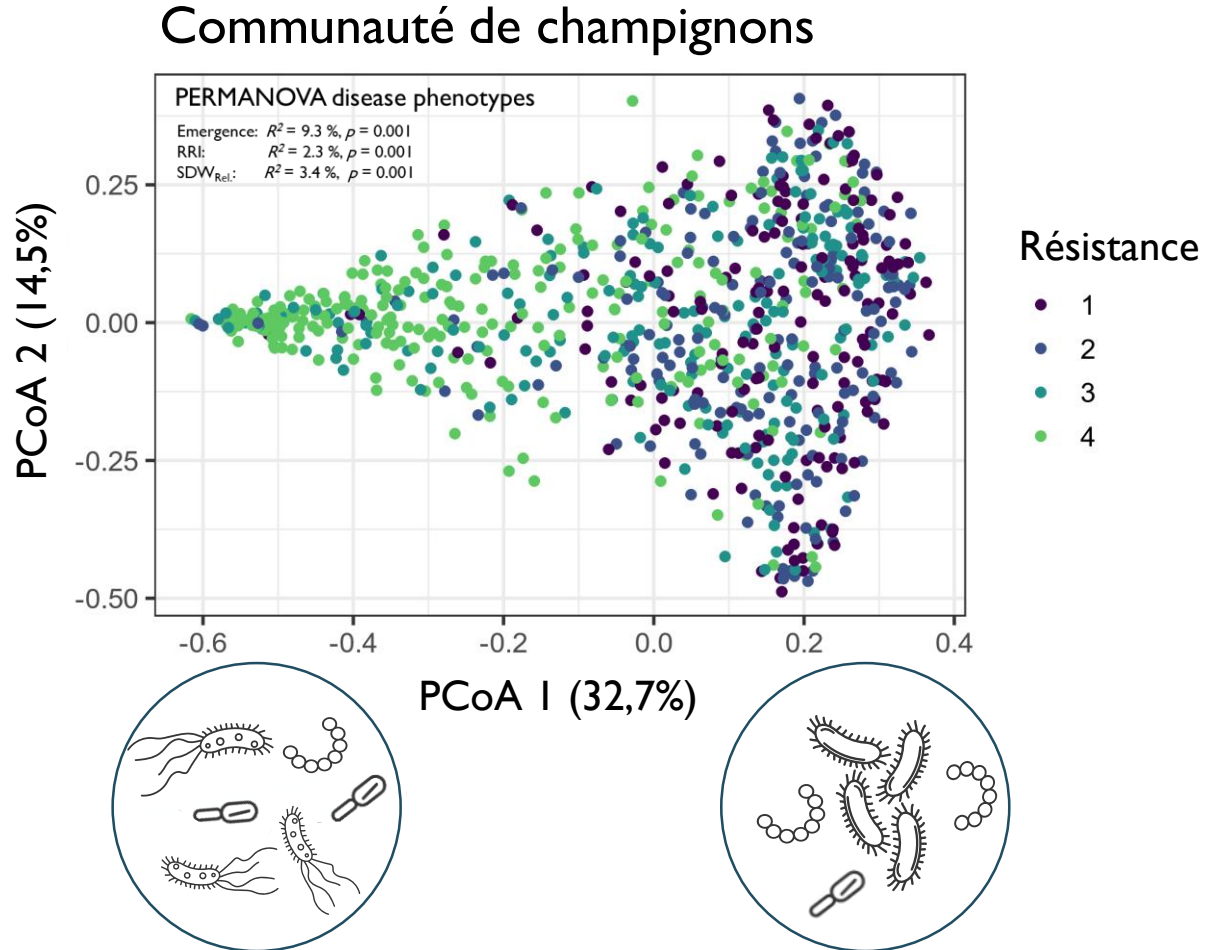 Communauté de champignons
PERMANOVA disease phenotypes
Emergence: R² = 9.3 %, p = 0.001
RRI: R² = 2.3 %, p = 0.001
SDWRel.: R² = 3.4 %, p = 0.001
PCoA 2 (14,5%)
0.25
0.00
-0.25
-0.50
-0.6 -0.4 -0.2 0.0 0.2 0.4
PCoA 1 (32,7%)
Résistance
1
2
3
4